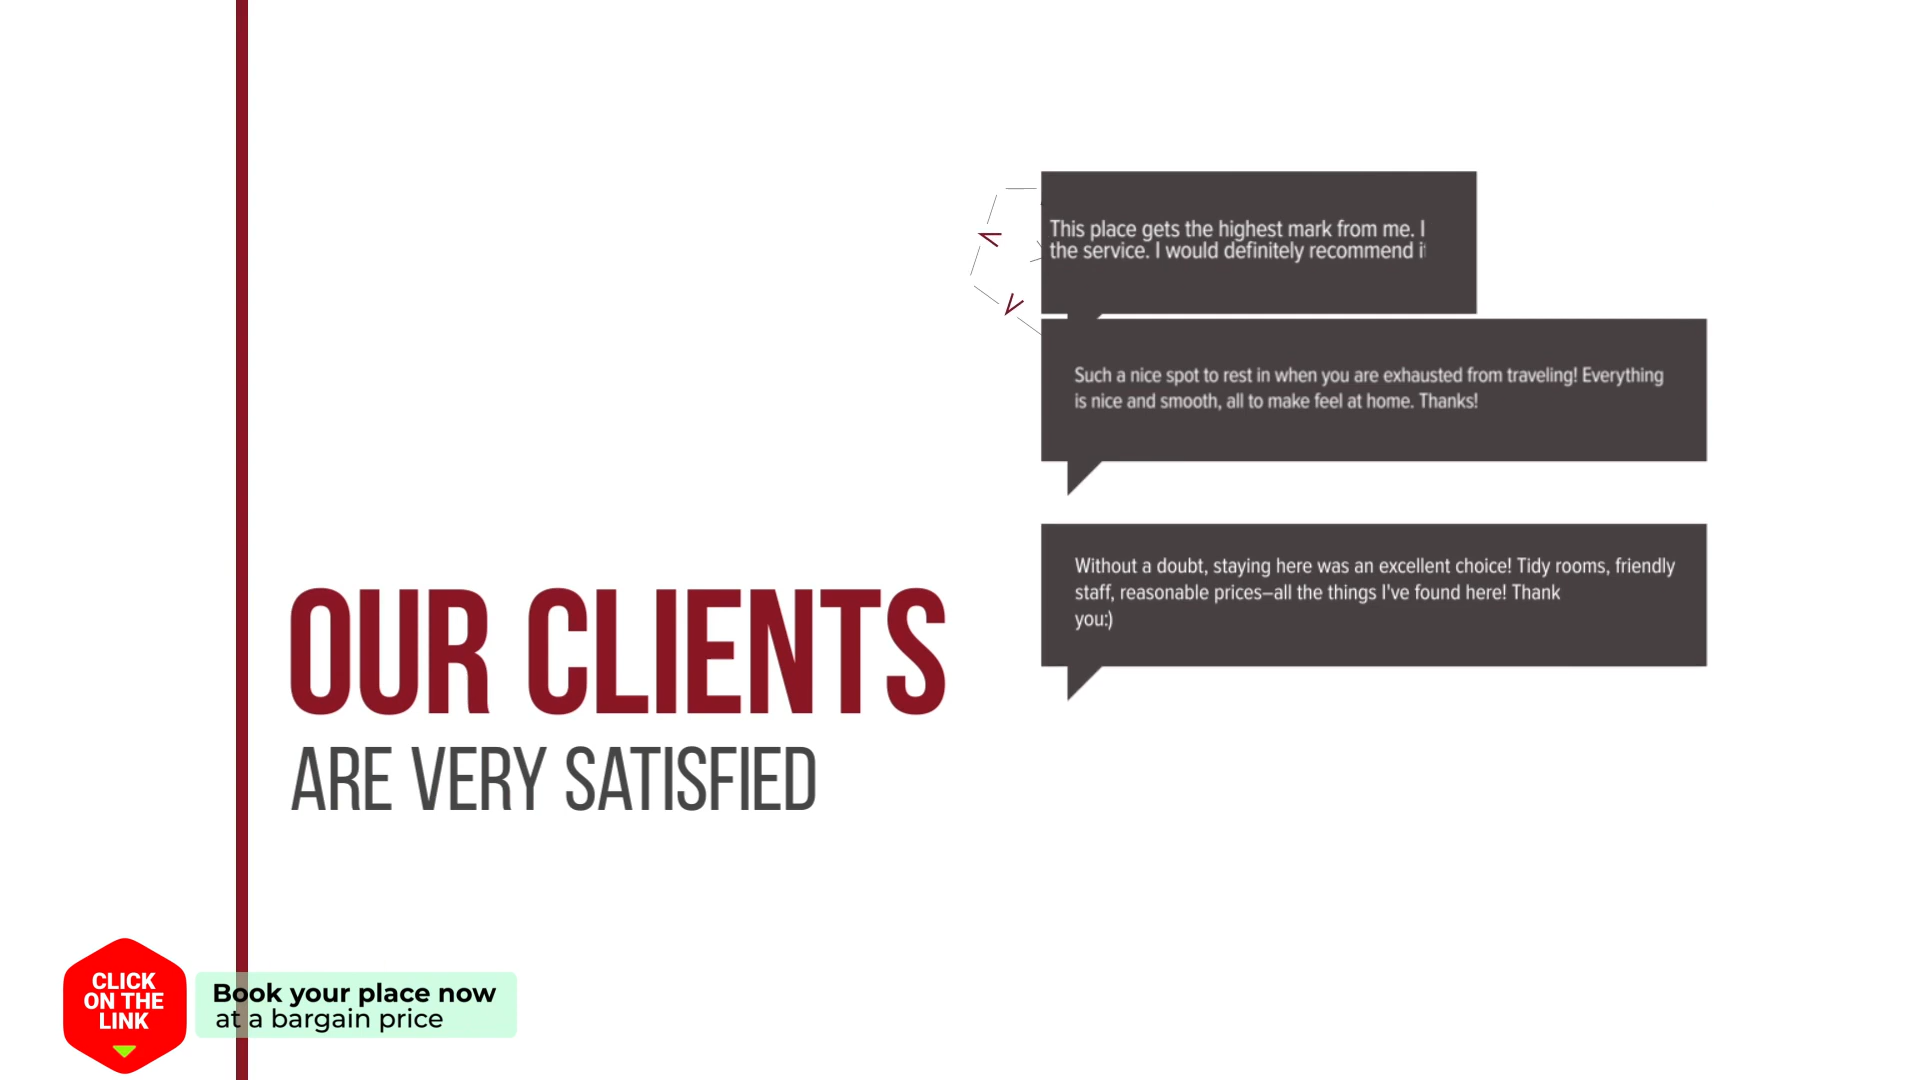 This place gets the highest mark from me. I
the service. I would definitely recommend
Such a nice spot to rest in when you are exhausted from traveling! Everything
is nice and smooth, all to make feel at home. Thanks!
Without a doubt, staying here was an excellent choice! Tidy rooms, friendly
staff, reasonable prices–all the things I've found here! Thank
you:)
OUR CLIENTS
ARE VERY SATISFIED
CLICK
ON THE
LINK
Book your place now
at a bargain price